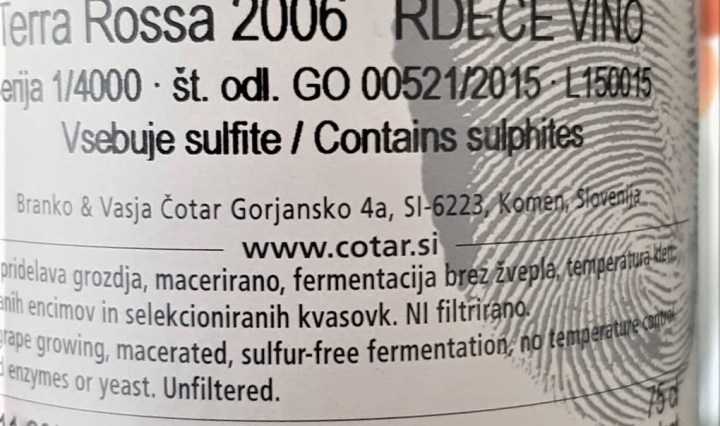 Terra Rossa 2006 RDEČE VINO
erija 1/4000 · št. odl. GO 00521/2015 · L150015
Vsebuje sulfite / Contains sulphites
Branko & Vasja Čotar Gorjansko 4a, SI-6223, Komen, Slovenija
www.cotar.si
pridelava grozdja, macerirano, fermentacija brez žvepla, temperatura
anih encimov in selekcioniranih kvasovk. NI filtrirano.
rape growing, macerated, sulfur-free fermentation, no temperature control
enzymes or yeast. Unfiltered.
75 cl